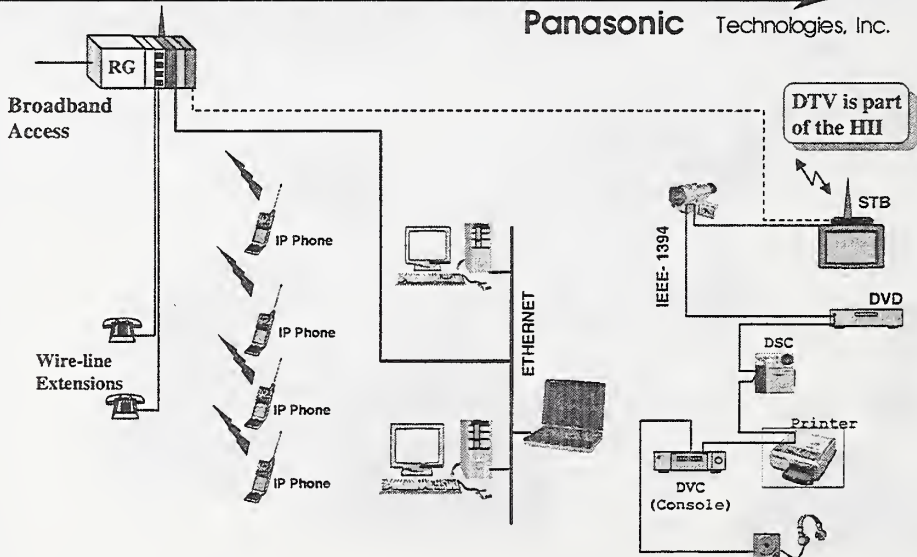 Panasonic Technologies, Inc.
RG
Broadband
Access
DTV is part
of the HII
STB
IP Phone
IEEE-1394
DVD
IP Phone
ETHERNET
DSC
Wire-line
Extensions
IP Phone
Printer
IP Phone
DVC
(Console)